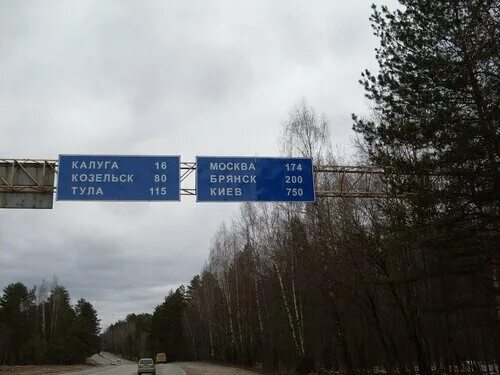 КАЛУГА 16
КОЗЕЛЬСК 80
ТУЛА 115
МОСКВА 174
БРЯНСК 200
КИЕВ 750